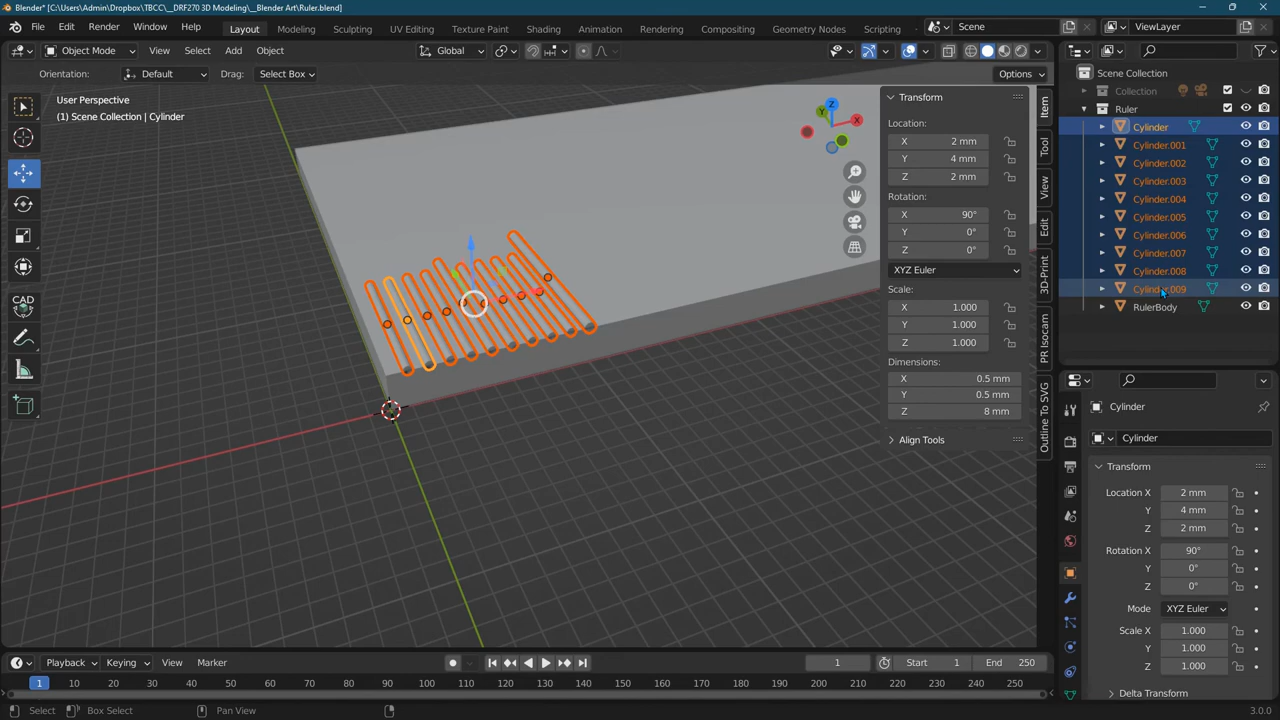 Blender* [C:\Users\Admin\Dropbox\TBCC\__DRF270 3D Modeling\__Blender Art\Ruler.blend]
File Edit Render Window Help Layout Modeling Sculpting UV Editing Texture Paint Shading Animation Rendering Compositing Geometry Nodes Scripting Scene ViewLayer
Object Mode View Select Add Object Global
Orientation: Default Drag: Select Box Options
User Perspective
(1) Scene Collection | Cylinder
CAD
Z
Y
X
Transform
Location:
X 2 mm
Y 4 mm
Z 2 mm
Rotation:
X 90°
Y 0°
Z 0°
XYZ Euler
Scale:
X 1.000
Y 1.000
Z 1.000
Dimensions:
X 0.5 mm
Y 0.5 mm
Z 8 mm
Align Tools
Item
Tool
View
Edit
3D-Print
PR Isocam
Outline To SVG
Scene Collection
Collection
Ruler
Cylinder
Cylinder.001
Cylinder.002
Cylinder.003
Cylinder.004
Cylinder.005
Cylinder.006
Cylinder.007
Cylinder.008
Cylinder.009
RulerBody
Cylinder
Cylinder
Transform
Location X 2 mm
Y 4 mm
Z 2 mm
Rotation X 90°
Y 0°
Z 0°
Mode XYZ Euler
Scale X 1.000
Y 1.000
Z 1.000
Delta Transform
Playback Keying View Marker 1 Start 1 End 250
1 10 20 30 40 50 60 70 80 90 100 110 120 130 140 150 160 170 180 190 200 210 220 230 240 250
Select Box Select Pan View 3.0.0